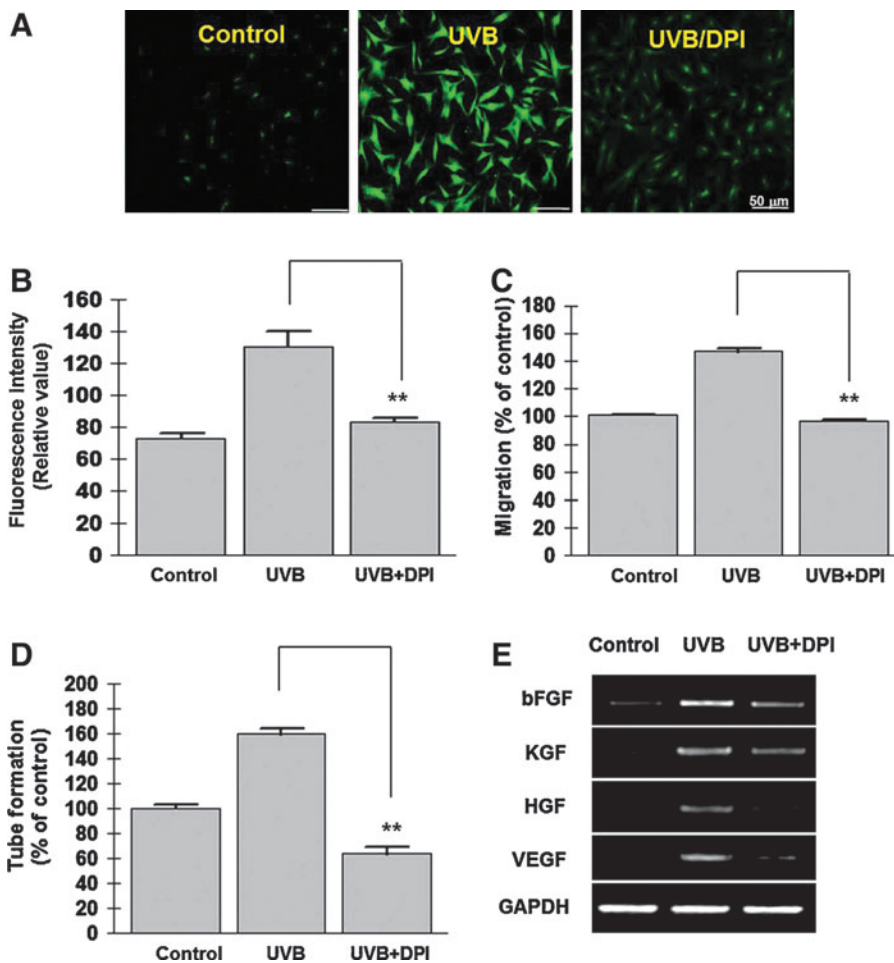 A
Control
UVB
UVB/DPI
50 μm
B
Fluorescence Intensity
(Relative value)
160
140
120
100
80
60
40
20
0
**
Control
UVB
UVB+DPI
C
Migration (% of control)
180
160
140
120
100
80
60
40
20
0
**
Control
UVB
UVB+DPI
D
Tube formation
(% of control)
200
180
160
140
120
100
80
60
40
20
0
**
Control
UVB
UVB+DPI
E
Control UVB UVB+DPI
bFGF
KGF
HGF
VEGF
GAPDH